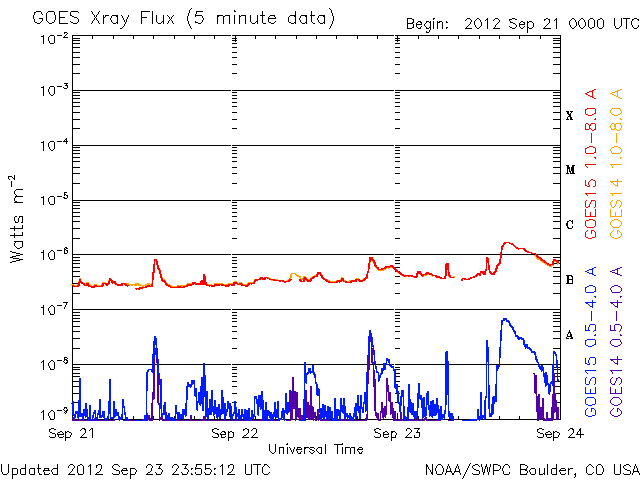 GOES Xray Flux (5 minute data)
Begin: 2012 Sep 21 0000 UTC
10⁻²
10⁻³
10⁻⁴
10⁻⁵
10⁻⁶
10⁻⁷
10⁻⁸
10⁻⁹
Watts m⁻²
X
M
C
B
A
GOES15 1.0-8.0 A
GOES14 1.0-8.0 A
GOES15 0.5-4.0 A
GOES14 0.5-4.0 A
Sep 21 Sep 22 Sep 23 Sep 24
Universal Time
Updated 2012 Sep 23 23:55:12 UTC
NOAA/SWPC Boulder, CO USA